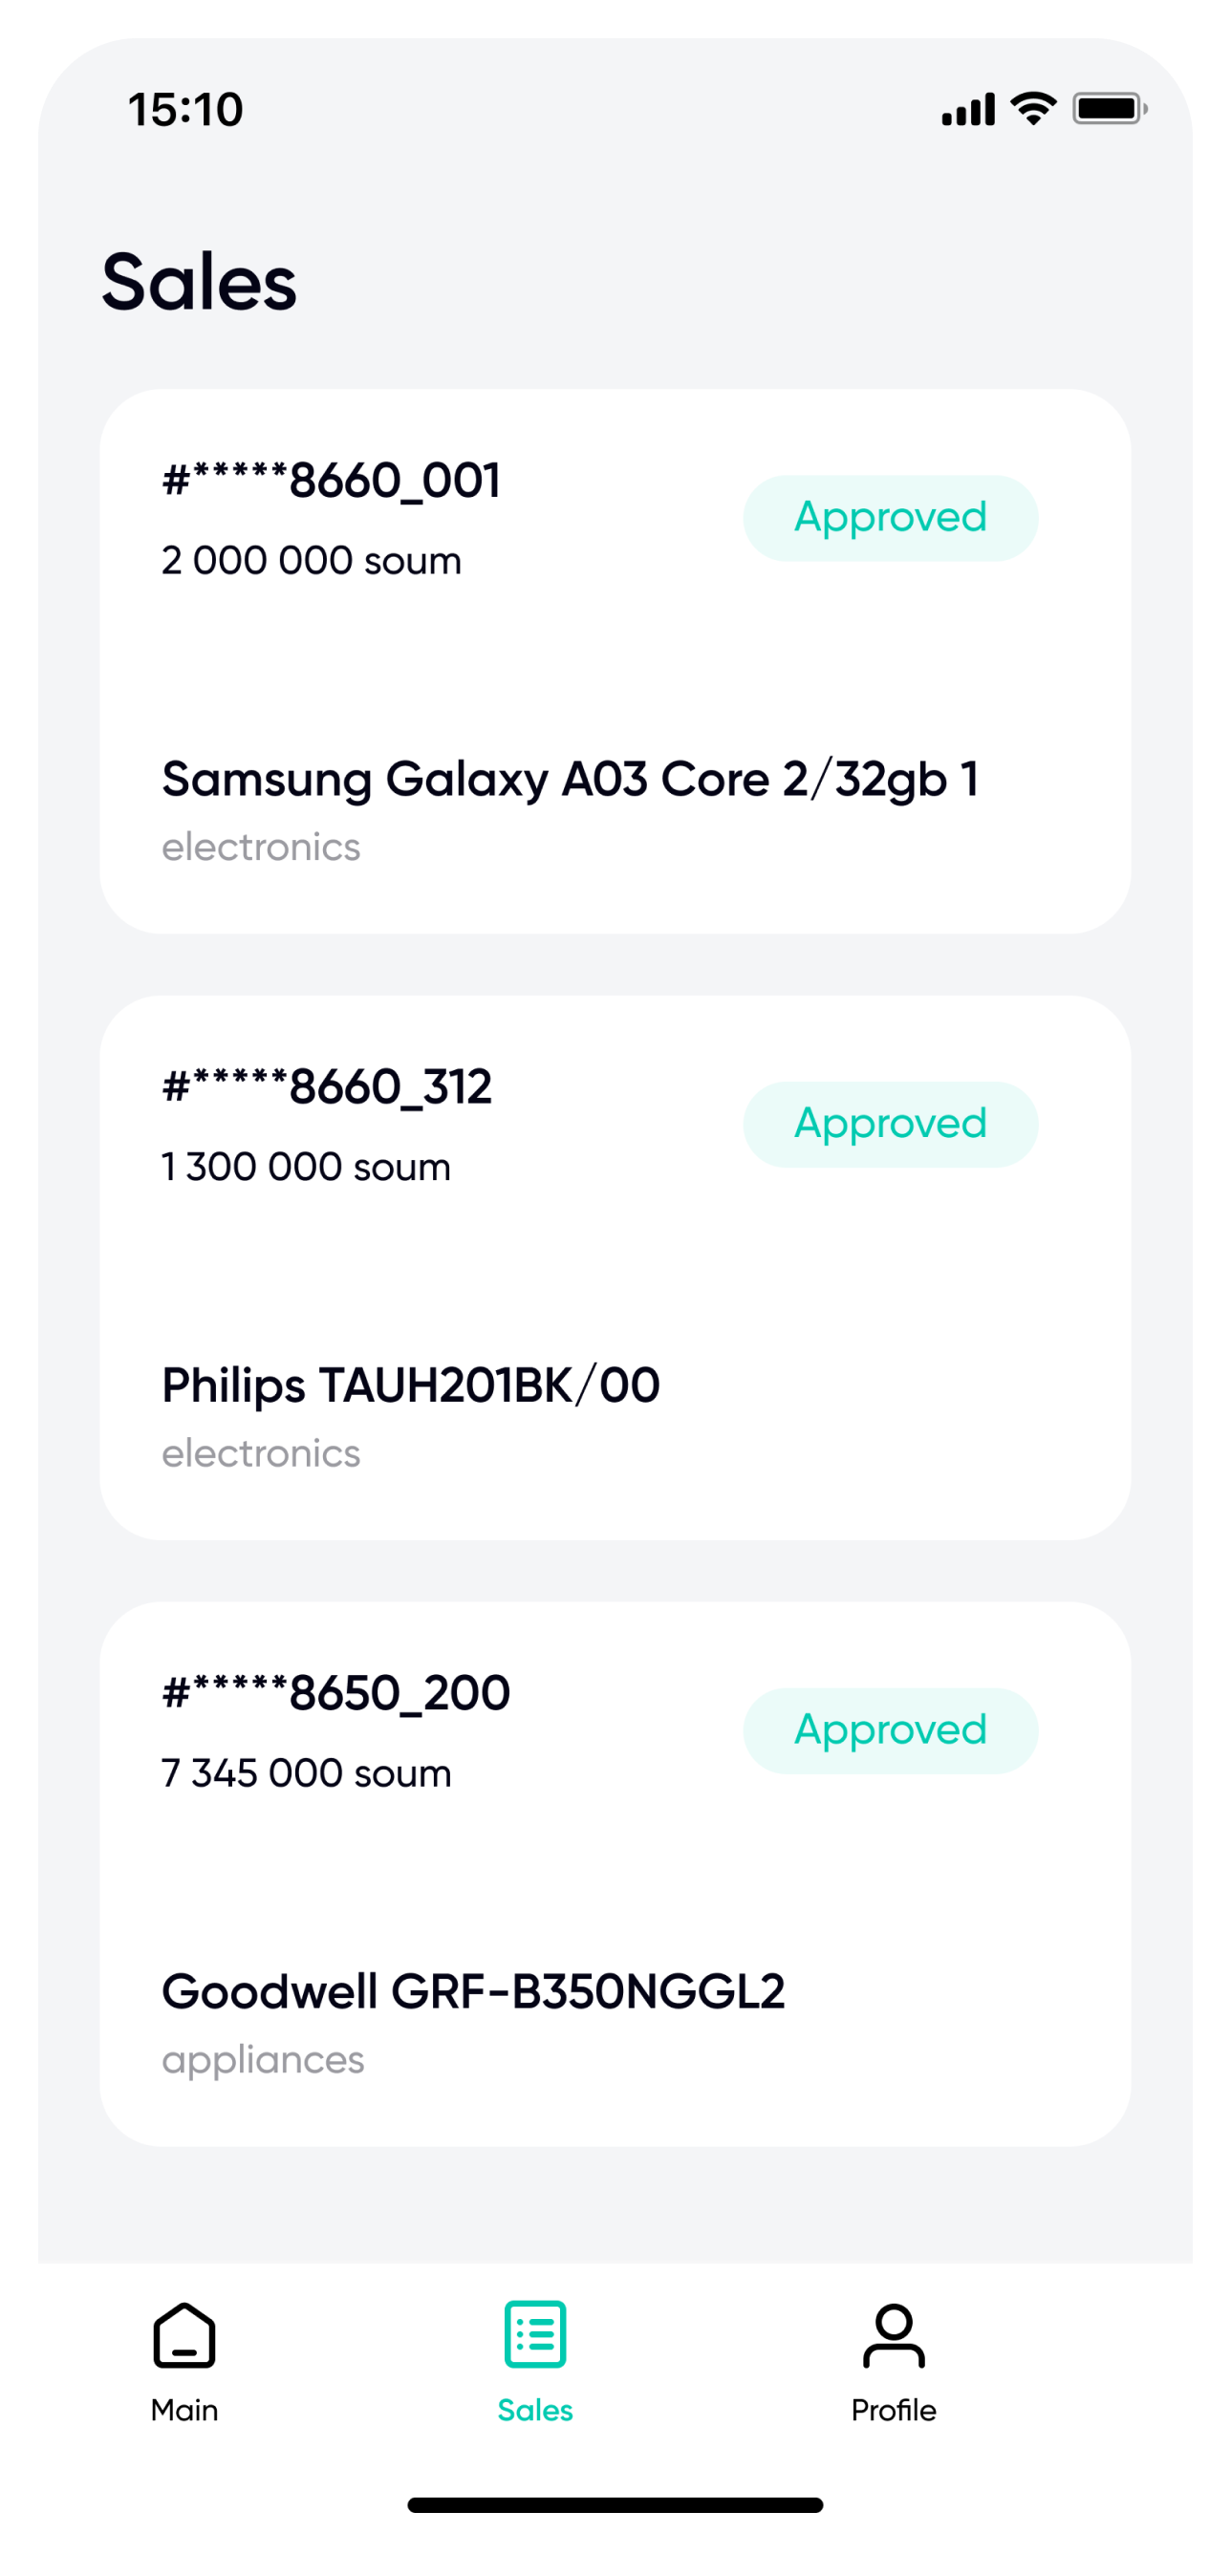 15:10
Sales
#*****8660_001
Approved
2 000 000 soum
Samsung Galaxy A03 Core 2/32gb 1
electronics
#*****8660_312
Approved
1 300 000 soum
Philips TAUH201BK/00
electronics
#*****8650_200
Approved
7 345 000 soum
Goodwell GRF-B350NGGL2
appliances
Main
Sales
Profile